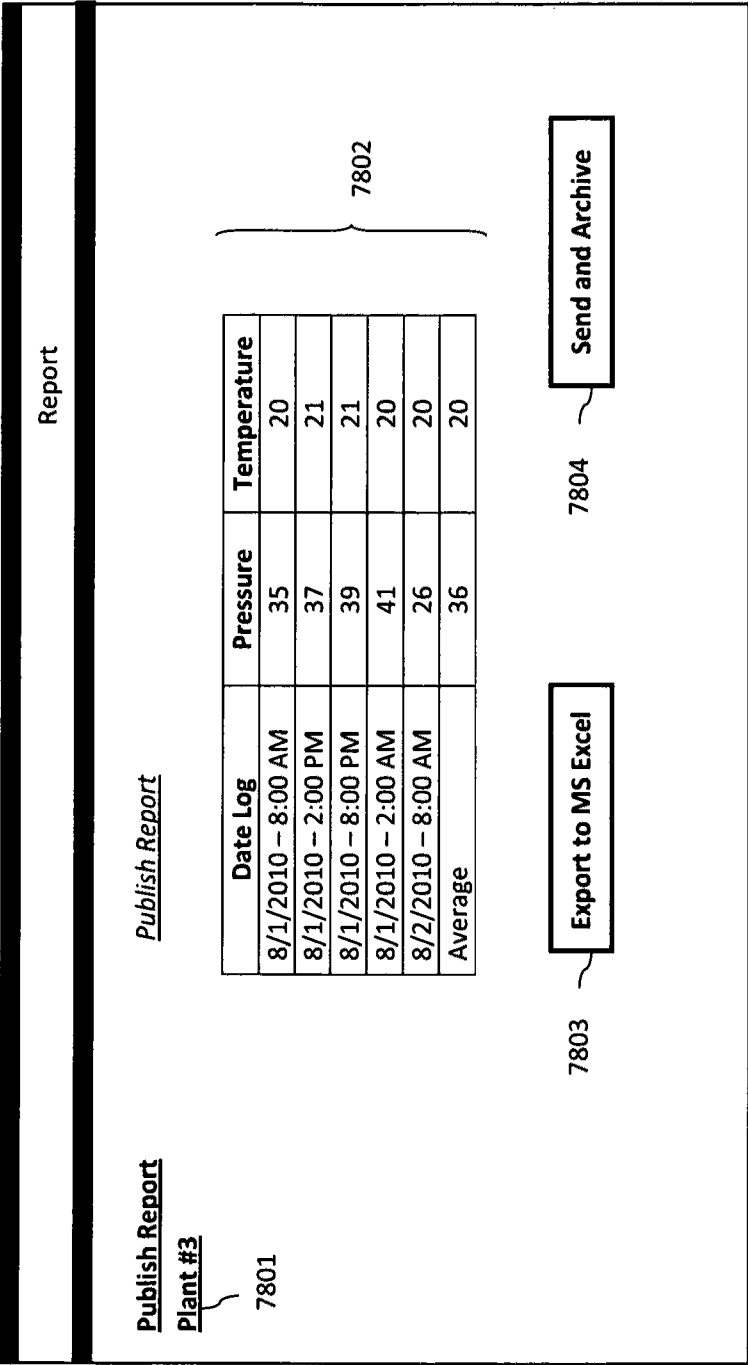 Report
Publish Report
Publish Report
Plant #3
7801
Date Log Pressure Temperature
8/1/2010 – 8:00 AM 35 20
8/1/2010 – 2:00 PM 37 21
8/1/2010 – 8:00 PM 39 21
8/1/2010 – 2:00 AM 41 20
8/2/2010 – 8:00 AM 26 20
Average 36 20
7802
7803
Export to MS Excel
7804
Send and Archive